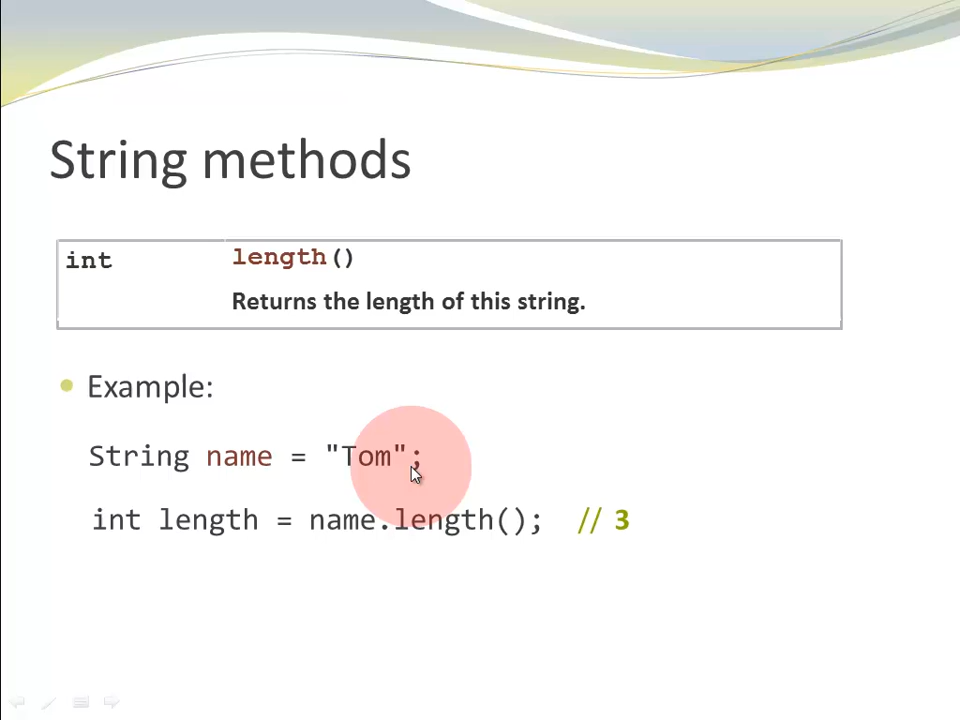 String methods
int length()
Returns the length of this string.
Example:
String name = "Tom";
int length = name.length(); // 3